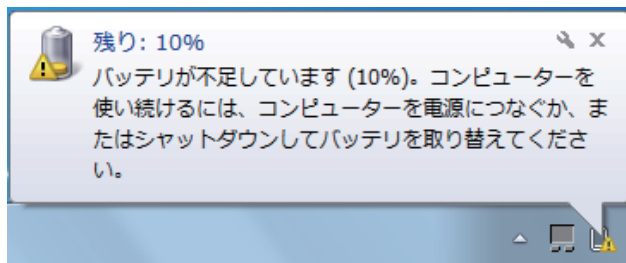 残り: 10%
バッテリが不足しています (10%)。コンピューターを
使い続けるには、コンピューターを電源につなぐか、ま
たはシャットダウンしてバッテリを取り替えてくださ
い。